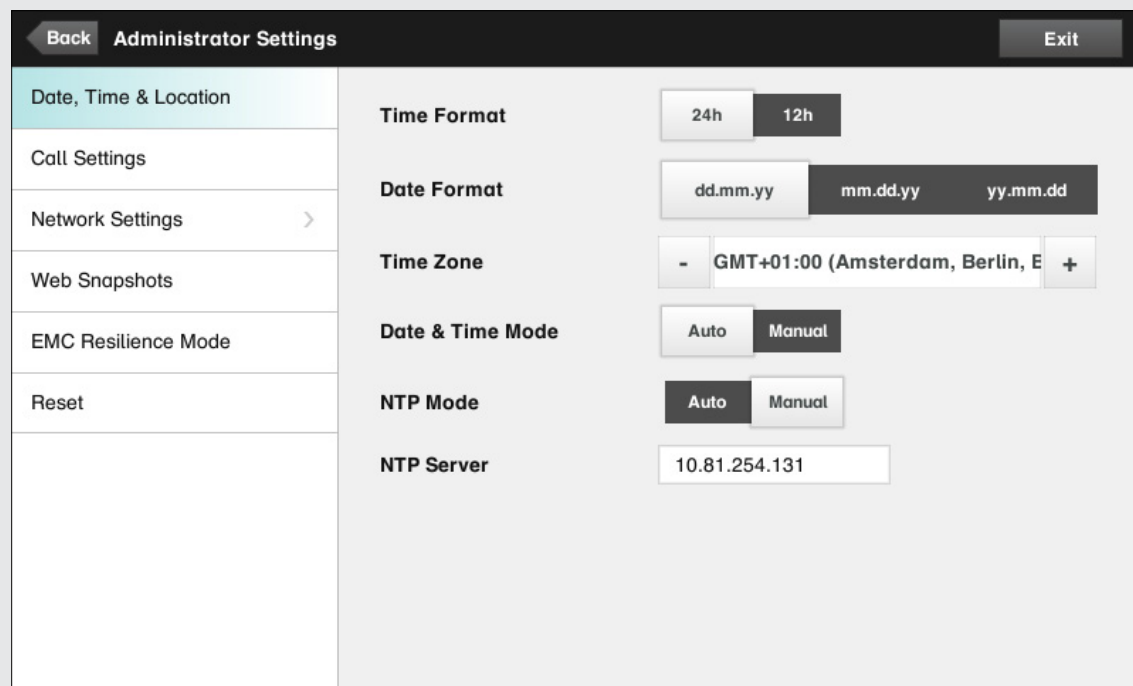 Back Administrator Settings Exit
Date, Time & Location
Call Settings
Network Settings
Web Snapshots
EMC Resilience Mode
Reset
Time Format 24h 12h
Date Format dd.mm.yy mm.dd.yy yy.mm.dd
Time Zone - GMT+01:00 (Amsterdam, Berlin, +
Date & Time Mode Auto Manual
NTP Mode Auto Manual
NTP Server 10.81.254.131